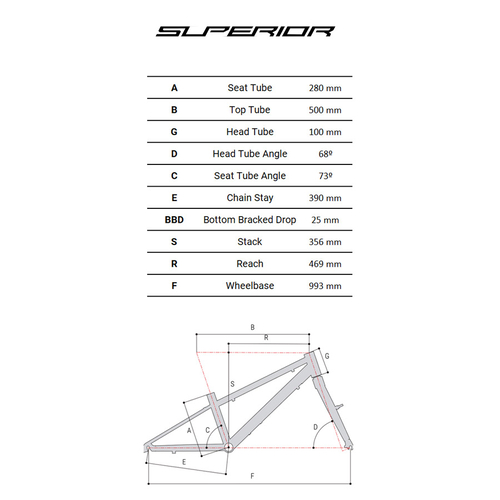 SUPERIOR
A Seat Tube 280 mm
B Top Tube 500 mm
G Head Tube 100 mm
D Head Tube Angle 68º
C Seat Tube Angle 73º
E Chain Stay 390 mm
BBD Bottom Bracked Drop 25 mm
S Stack 356 mm
R Reach 469 mm
F Wheelbase 993 mm
B
R
G
S
A
C
D
E
F